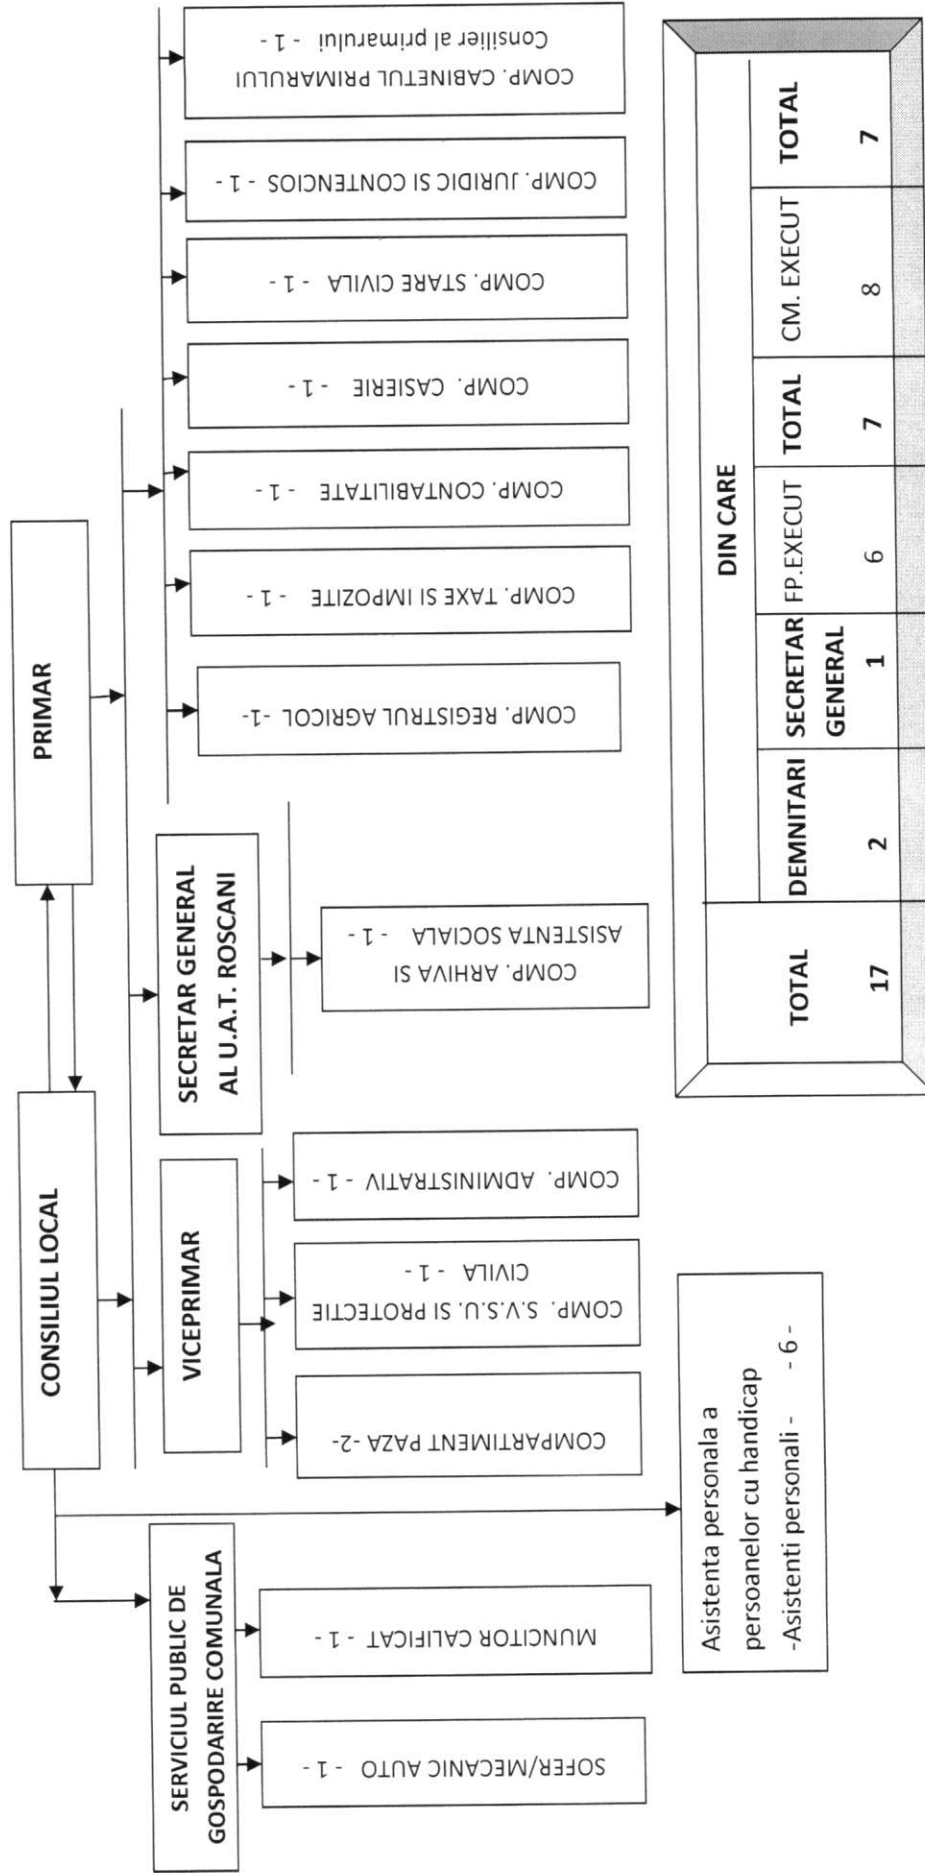 CONSILIUL LOCAL
PRIMAR
SERVICIUL PUBLIC DE
GOSPODARIRE COMUNALA
VICEPRIMAR
SECRETAR GENERAL
AL U.A.T. ROSCANI
SOFER/MECANIC AUTO - 1 -
MUNCITOR CALIFICAT - 1 -
COMPARTIMENT PAZA -2-
COMP. S.V.S.U. SI PROTECTIE
CIVILA - 1 -
COMP. ADMINISTRATIV - 1 -
COMP. ARHIVA SI
ASISTENTA SOCIALA - 1 -
COMP. REGISTRUL AGRICOL -1-
COMP. TAXE SI IMPOZITE - 1 -
COMP. CONTABILITATE - 1 -
COMP. CASIERIE - 1 -
COMP. STARE CIVILA - 1 -
COMP. JURIDIC SI CONTENCIOS - 1 -
COMP. CABINETUL PRIMARULUI
Consilier al primarului - 1 -
Asistenta personala a
persoanelor cu handicap
-Asistenti personali - - 6 -
DIN CARE
TOTAL DEMNITARI SECRETAR FP.EXECUT TOTAL CM. EXECUT TOTAL
GENERAL
17 2 1 6 7 8 7